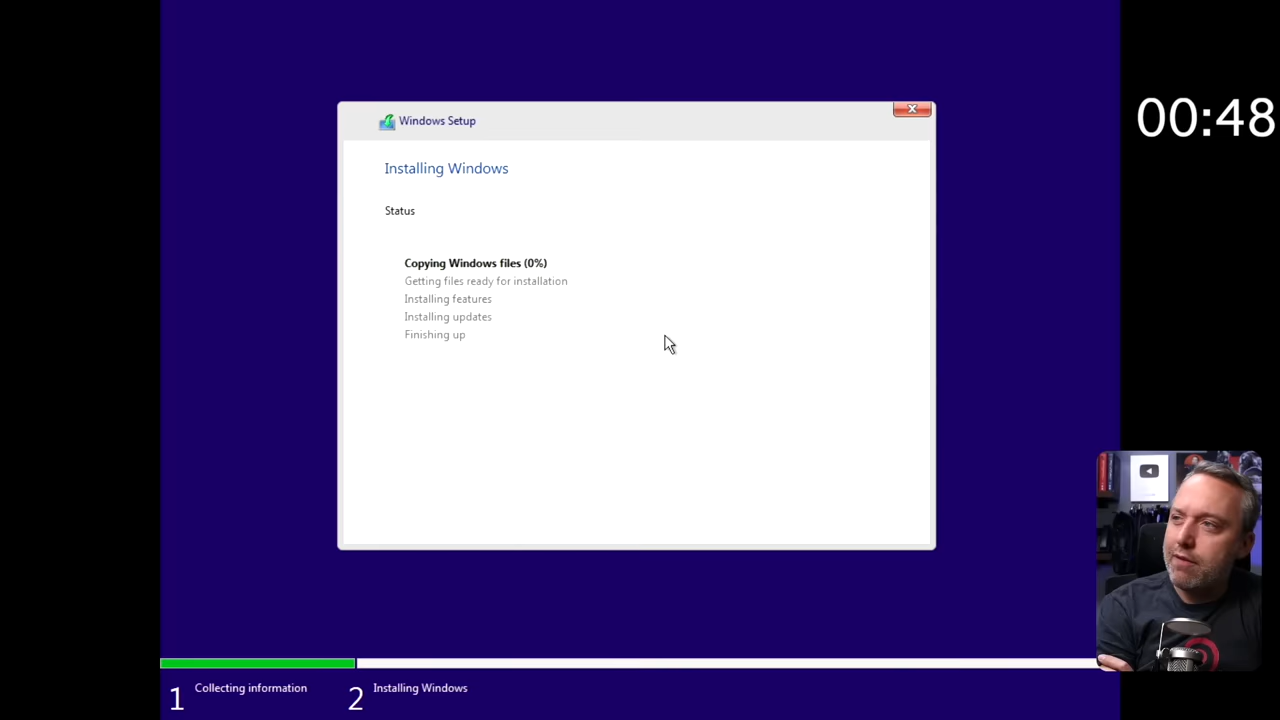 Windows Setup
00:48
Installing Windows
Status
Copying Windows files (0%)
Getting files ready for installation
Installing features
Installing updates
Finishing up
1 Collecting information
2 Installing Windows